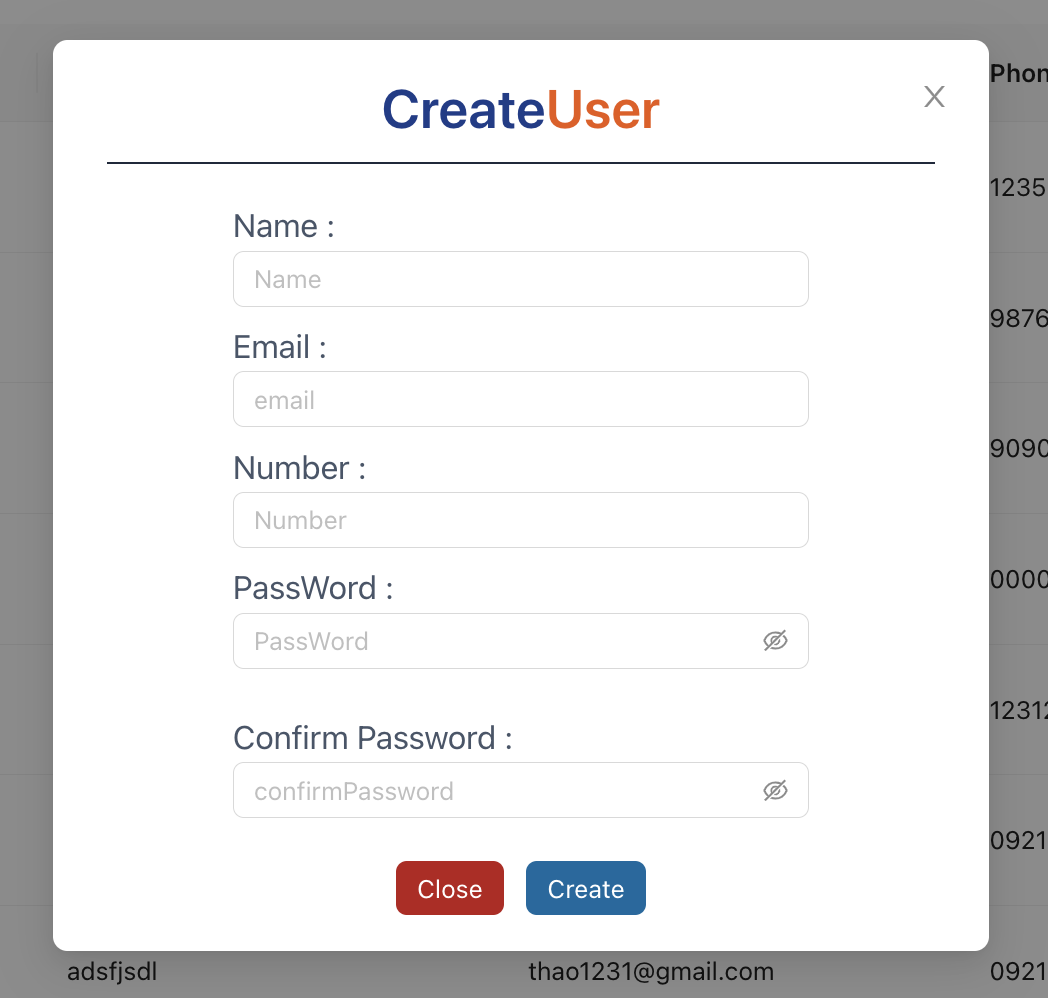 CreateUser
X
Phon
Name :
Name
1235
Email :
email
9876
Number :
Number
9090
PassWord :
PassWord
0000
12312
Confirm Password :
confirmPassword
0921
Close Create
adsfjsdl thao1231@gmail.com 0921